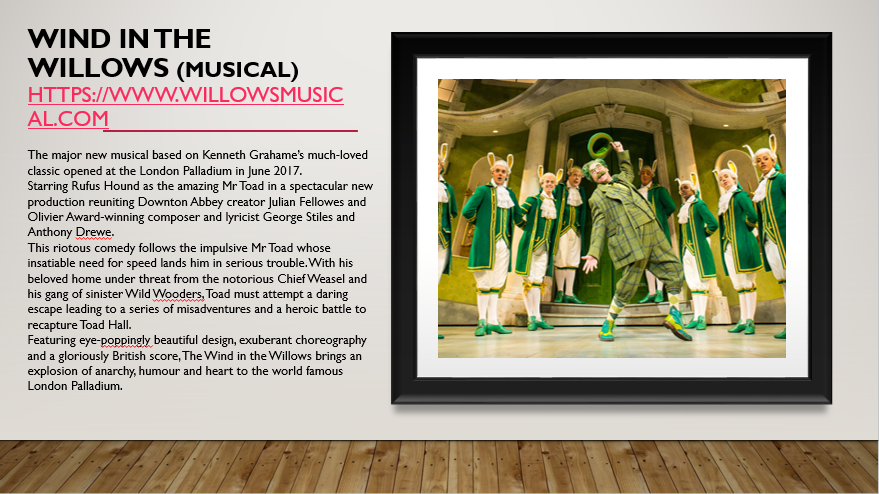 WIND IN THE
WILLOWS (MUSICAL)
HTTPS://WWW.WILLOWSMUSIC
AL.COM
The major new musical based on Kenneth Grahame's much-loved
classic opened at the London Palladium in June 2017.
Starring Rufus Hound as the amazing Mr Toad in a spectacular new
production reuniting Downton Abbey creator Julian Fellowes and
Olivier Award-winning composer and lyricist George Stiles and
Anthony Drewe.
This riotous comedy follows the impulsive Mr Toad whose
insatiable need for speed lands him in serious trouble. With his
beloved home under threat from the notorious Chief Weasel and
his gang of sinister Wild Wooders, Toad must attempt a daring
escape leading to a series of misadventures and a heroic battle to
recapture Toad Hall.
Featuring eye-poppingly beautiful design, exuberant choreography
and a gloriously British score, The Wind in the Willows brings an
explosion of anarchy, humour and heart to the world famous
London Palladium.